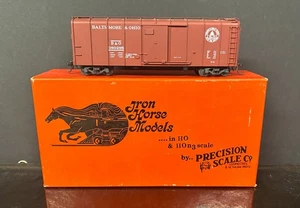 BALTIMORE & OHIO
B & O
Iron
Horse
Models
....in HO
& HOn3 scale
by... PRECISION
SCALE Co